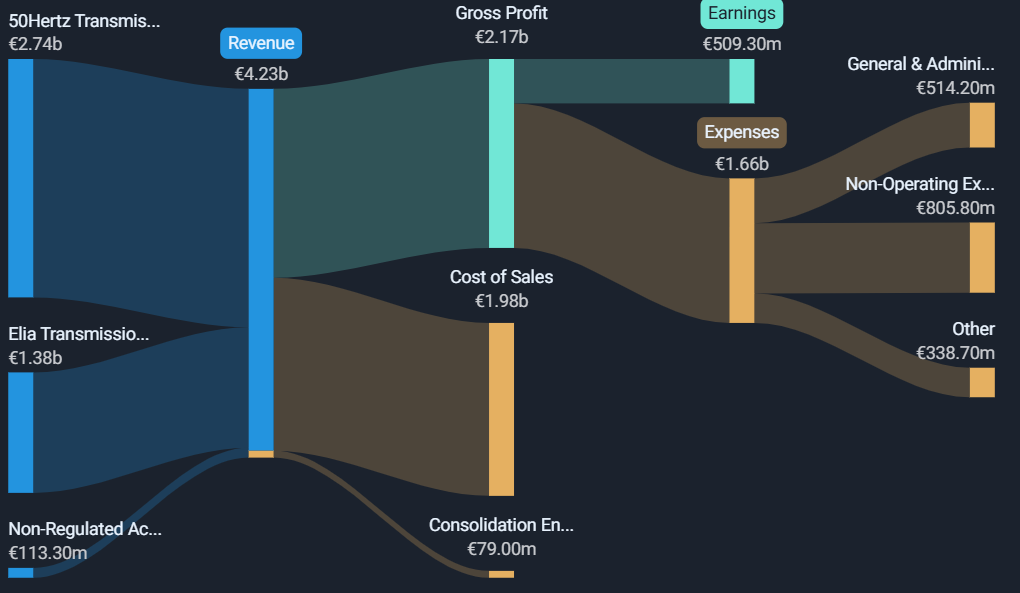 50Hertz Transmis...
€2.74b
Revenue
€4.23b
Gross Profit
€2.17b
Earnings
€509.30m
General & Admini...
€514.20m
Expenses
€1.66b
Non-Operating Ex...
€805.80m
Cost of Sales
€1.98b
Elia Transmissio...
€1.38b
Other
€338.70m
Non-Regulated Ac...
€113.30m
Consolidation En...
€79.00m